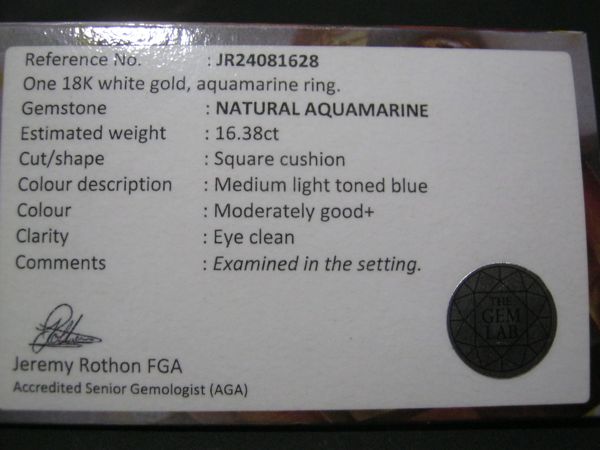 Reference No. : JR24081628
One 18K white gold, aquamarine ring.
Gemstone : NATURAL AQUAMARINE
Estimated weight : 16.38ct
Cut/shape : Square cushion
Colour description : Medium light toned blue
Colour : Moderately good+
Clarity : Eye clean
Comments : Examined in the setting.
THE
GEM
LAB
Jeremy Rothon FGA
Accredited Senior Gemologist (AGA)